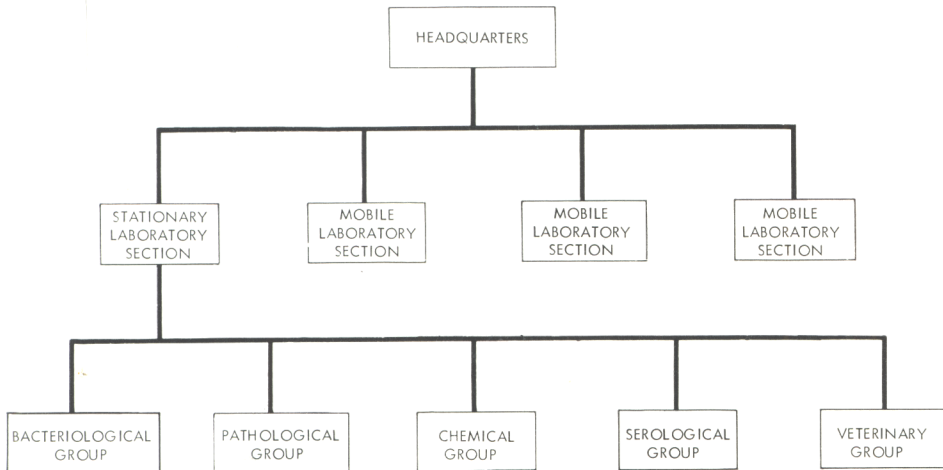 HEADQUARTERS
STATIONARY
LABORATORY
SECTION
MOBILE
LABORATORY
SECTION
MOBILE
LABORATORY
SECTION
MOBILE
LABORATORY
SECTION
BACTERIOLOGICAL
GROUP
PATHOLOGICAL
GROUP
CHEMICAL
GROUP
SEROLOGICAL
GROUP
VETERINARY
GROUP